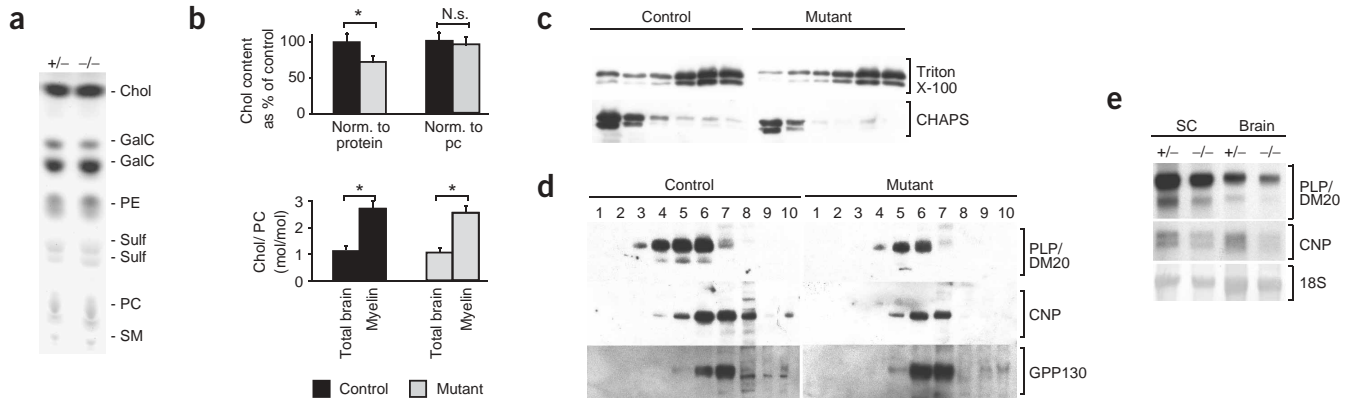 a
+/– –/–
- Chol
- GalC
- GalC
- PE
- Sulf
- Sulf
- PC
- SM
b
Chol content
as % of control
100
50
0
*
N.s.
Norm. to
protein
Norm. to
pc
Chol/ PC
(mol/mol)
3
2
1
0
*
*
Total brain
Myelin
Total brain
Myelin
Control
Mutant
c
Control
Mutant
Triton
X-100
CHAPS
d
Control
Mutant
1 2 3 4 5 6 7 8 9 10
1 2 3 4 5 6 7 8 9 10
PLP/
DM20
CNP
GPP130
e
SC
Brain
+/– –/– +/– –/–
PLP/
DM20
CNP
18S